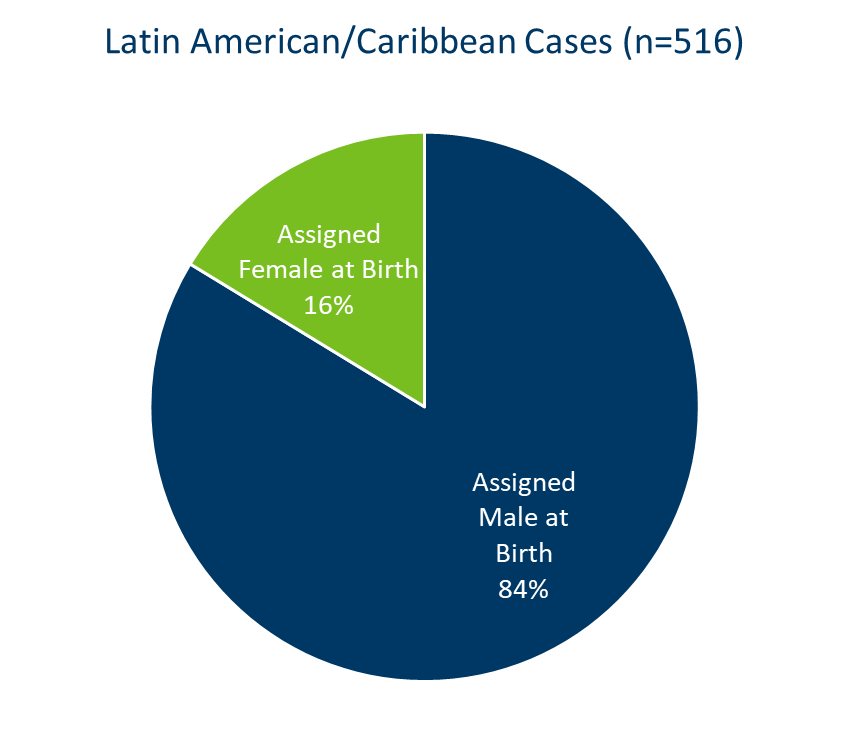 Latin American/Caribbean Cases (n=516)
Assigned
Female at Birth
16%
Assigned
Male at
Birth
84%